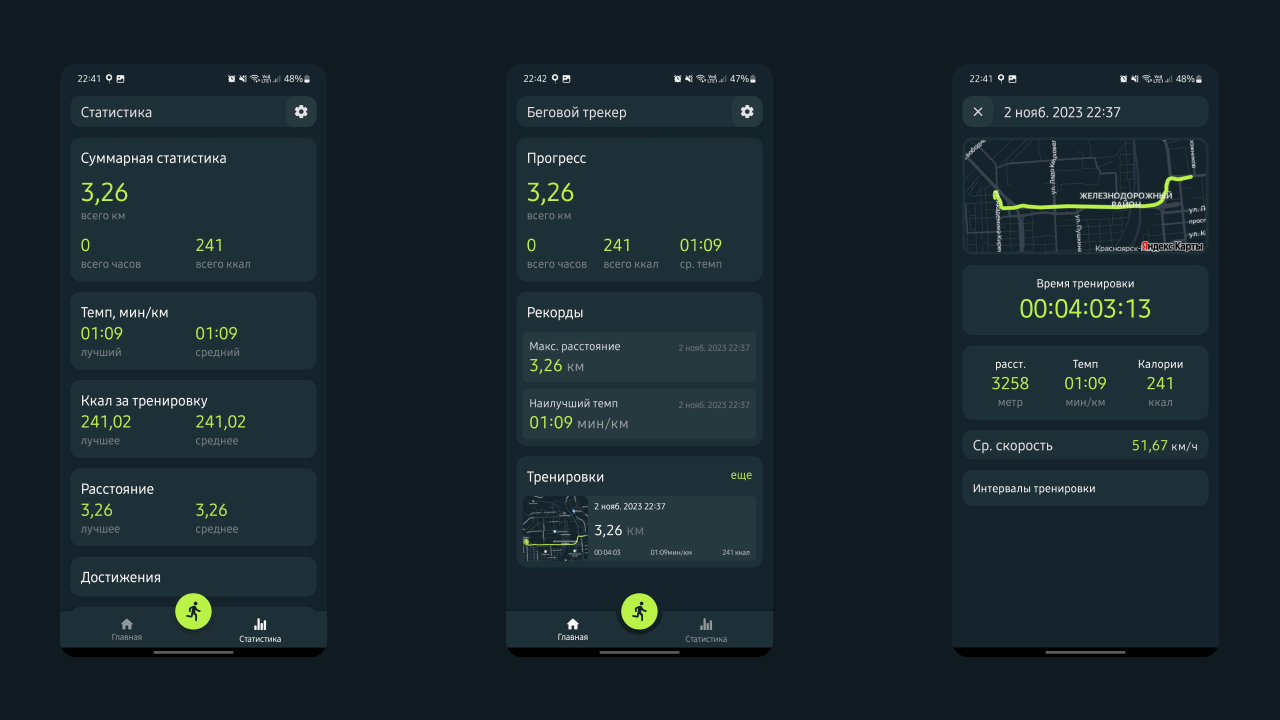 22:41
48%
Статистика
Суммарная статистика
3,26
всего км
0 241
всего часов всего ккал
Темп, мин/км
01:09 01:09
лучший средний
Ккал за тренировку
241,02 241,02
лучшее среднее
Расстояние
3,26 3,26
лучшее среднее
Достижения
Главная Статистика
22:42
47%
Беговой трекер
Прогресс
3,26
всего км
0 241 01:09
всего часов всего ккал ср. темп
Рекорды
Макс. расстояние 2 нояб. 2023 22:37
3,26 км
Наилучший темп 2 нояб. 2023 22:37
01:09 мин/км
Тренировки еще
2 нояб. 2023 22:37
3,26 км
00:04:03 01:09мин/км 241 ккал
Главная Статистика
22:41
48%
2 нояб. 2023 22:37
ЖЕЛЕЗНОДОРОЖНЫЙ
РАЙОН
ул. Л
прос
ул. К
Красноярск-
Яндекс Карты
Время тренировки
00:04:03:13
расст. Темп Калории
3258 01:09 241
метр мин/км ккал
Ср. скорость 51,67 км/ч
Интервалы тренировки